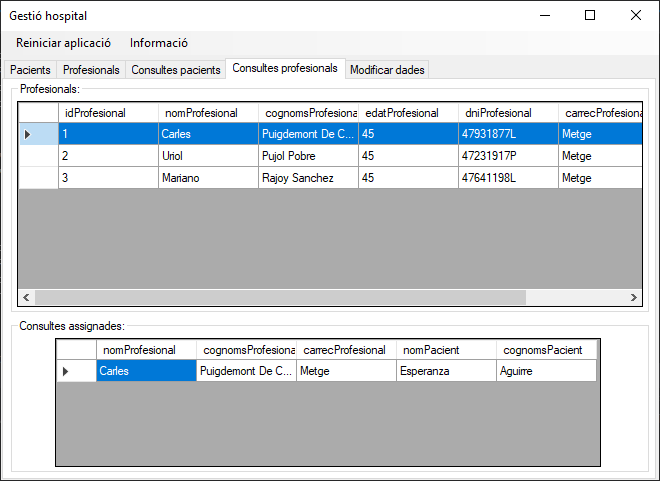 Gestió hospital
Reiniciar aplicació Informació
Pacients Profesionals Consultes pacients Consultes profesionals Modificar dades
Profesionals:
idProfesional nomProfesional cognomsProfesiona edatProfesional dniProfesional carrecProfesiona
1 Carles Puigdemont De C... 45 47931877L Metge
2 Uriol Pujol Pobre 45 47231917P Metge
3 Mariano Rajoy Sanchez 45 47641198L Metge
Consultes assignades:
nomProfesional cognomsProfesiona carrecProfesional nomPacient cognomsPacient
Carles Puigdemont De C... Metge Esperanza Aguirre